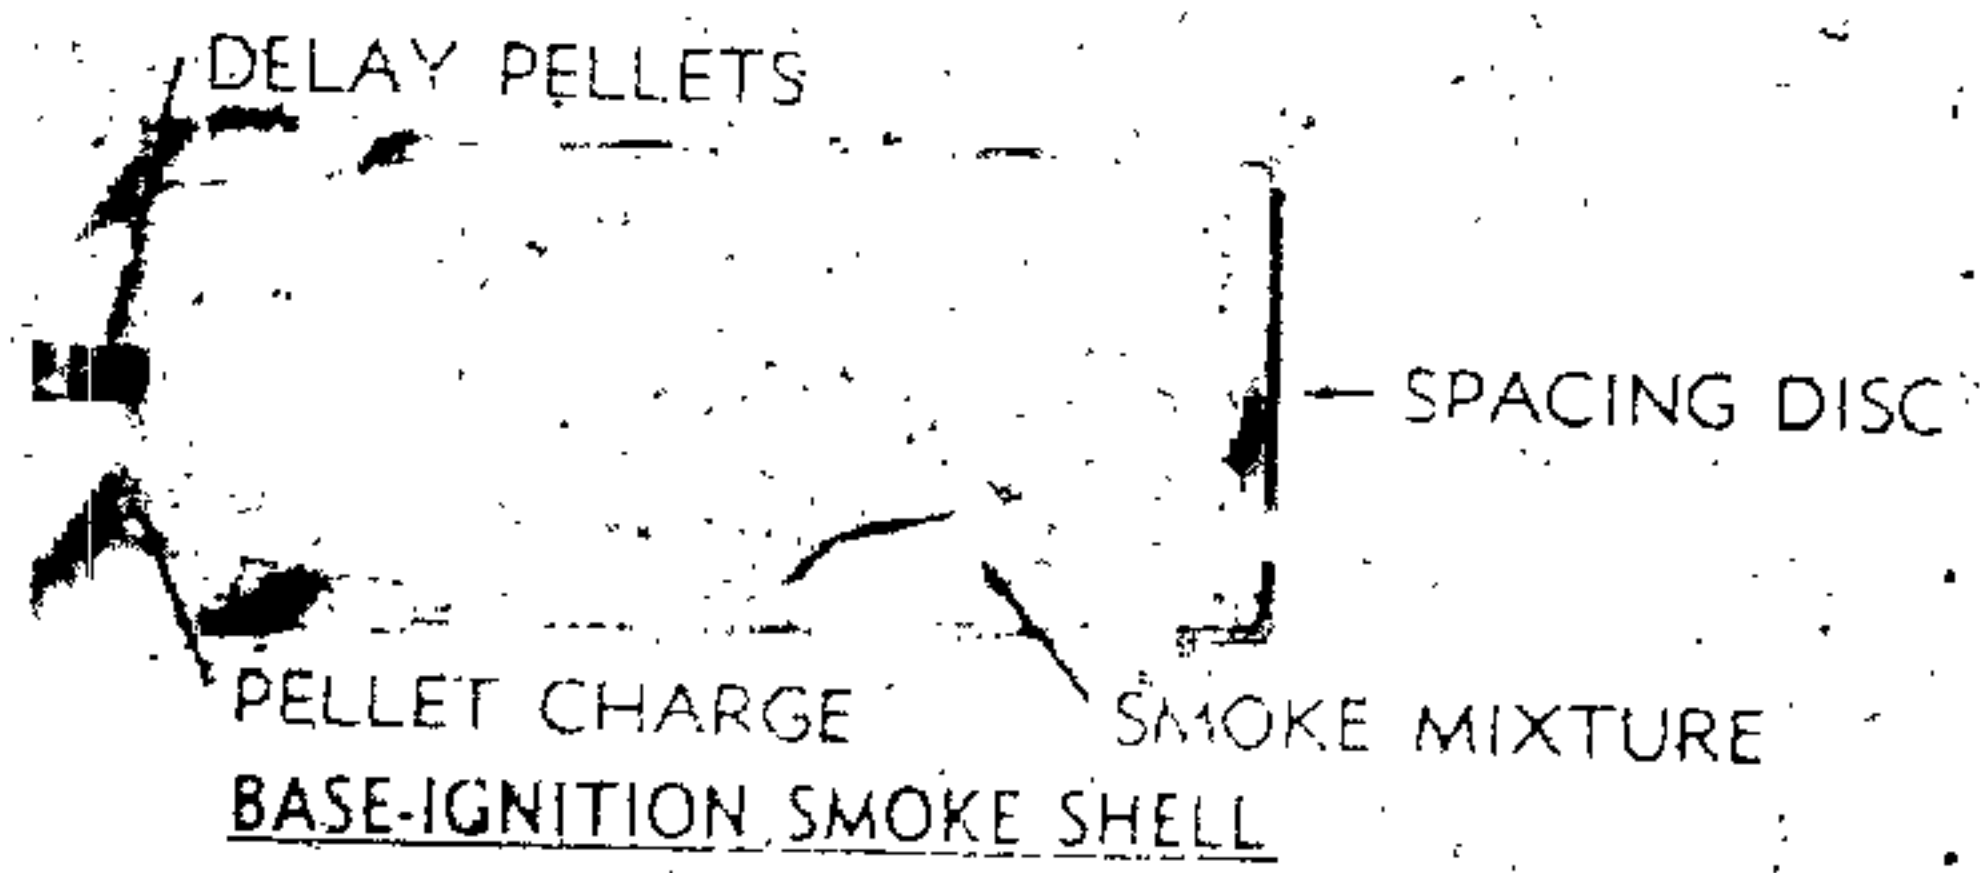 DELAY PELLETS
SPACING DISC
PELLET CHARGE
SMOKE MIXTURE
BASE-IGNITION SMOKE SHELL